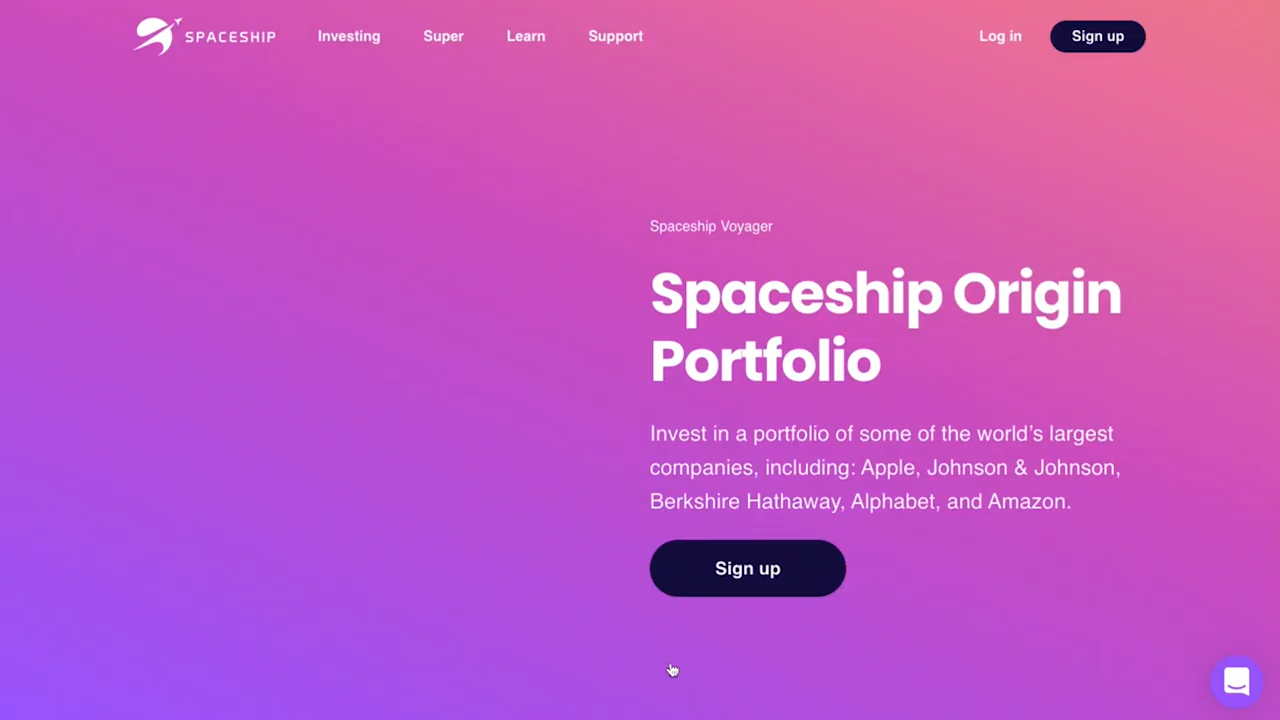 SPACESHIP Investing Super Learn Support Log in Sign up
Spaceship Voyager
Spaceship Origin
Portfolio
Invest in a portfolio of some of the world’s largest
companies, including: Apple, Johnson & Johnson,
Berkshire Hathaway, Alphabet, and Amazon.
Sign up